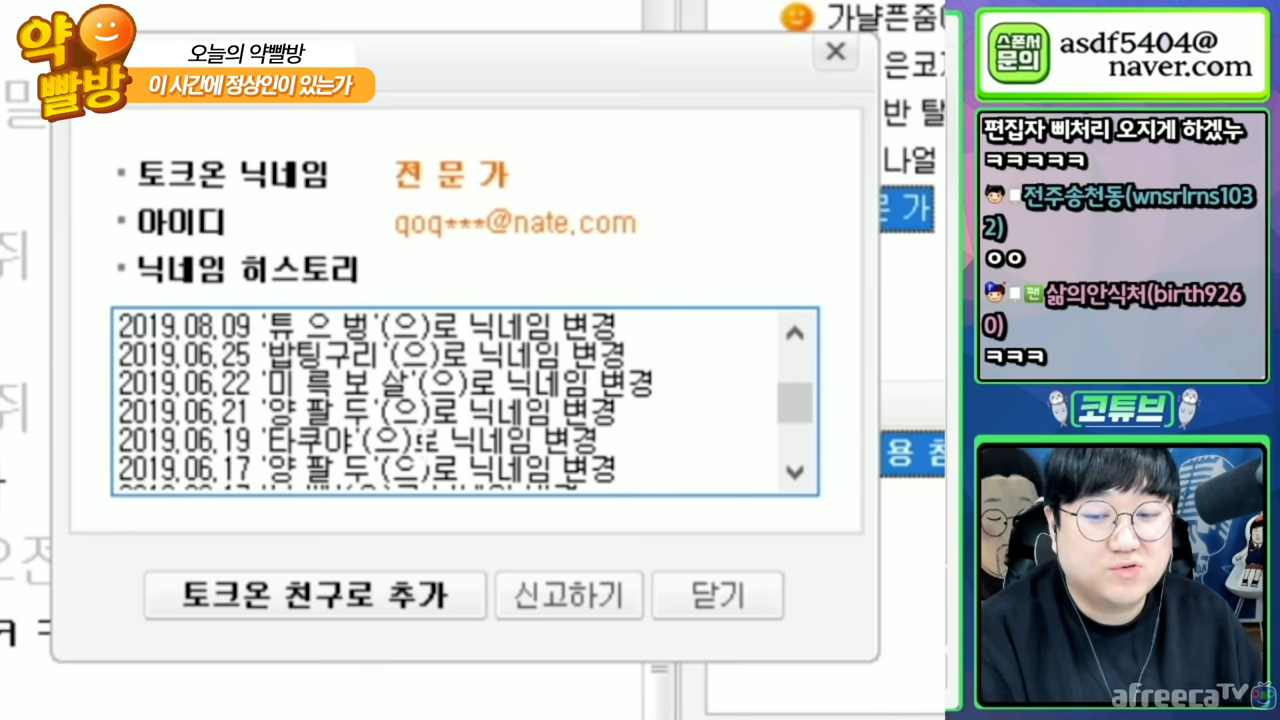 약빨방
오늘의 약빨방
이 시간에 정상인이 있는가
토크온 닉네임 전 문 가
아이디 qoq***@nate.com
닉네임 히스토리
2019.08.09 '튜 으 벙'(으)로 닉네임 변경
2019.06.25 '밥팅구리'(으)로 닉네임 변경
2019.06.22 '미 륵 보 살'(으)로 닉네임 변경
2019.06.21 '양 팔 두'(으)로 닉네임 변경
2019.06.19 '타쿠야'(으)로 닉네임 변경
2019.06.17 '양 팔 두'(으)로 닉네임 변경
토크온 친구로 추가
신고하기
닫기
가냘픈줌
은코
반 탈
나얼
가
용
스폰서
문의
asdf5404@
naver.com
편집자 삐처리 오지게 하겠누
ㅋㅋㅋㅋㅋ
전주송천동(wnsrlrns103
2)
ㅇㅇ
팬 삶의안식처(birth926
0)
ㅋㅋㅋ
코튜브
afreecaTV